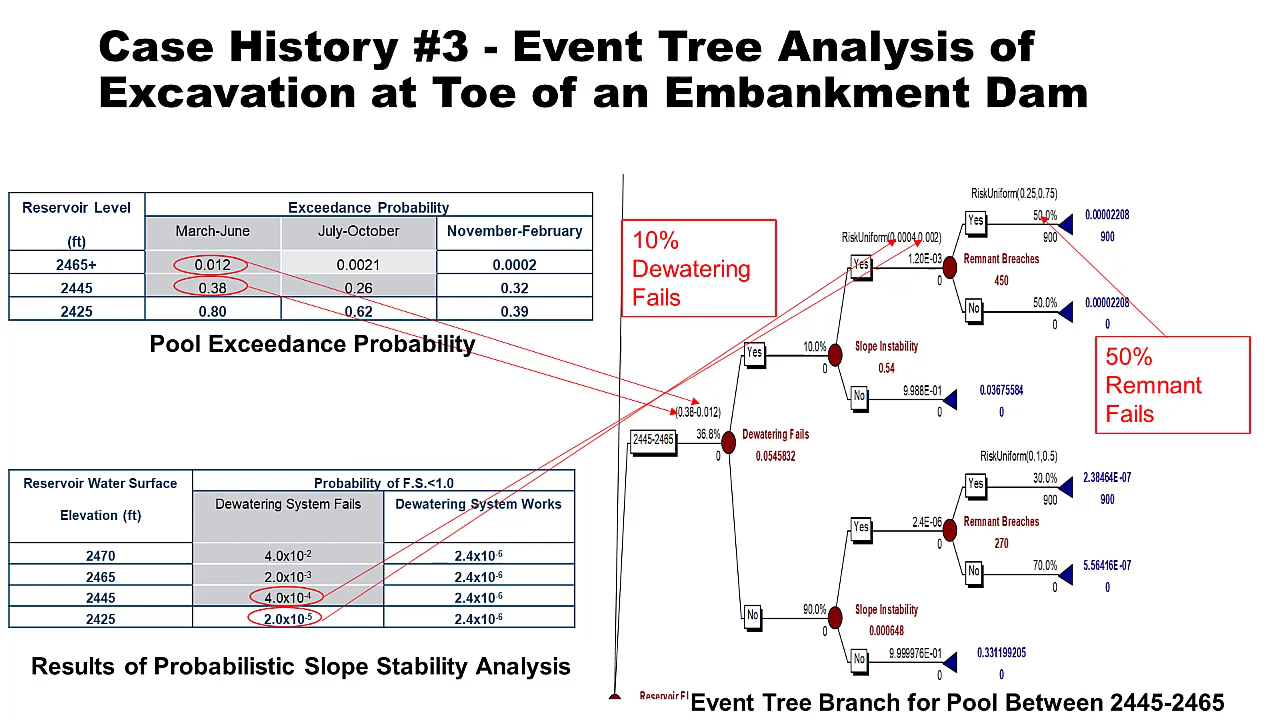 Case History #3 - Event Tree Analysis of
Excavation at Toe of an Embankment Dam
Reservoir Level (ft) Exceedance Probability
March-June July-October November-February
2465+ 0.012 0.0021 0.0002
2445 0.38 0.26 0.32
2425 0.80 0.62 0.39
Pool Exceedance Probability
Reservoir Water Surface Elevation (ft) Probability of F.S.<1.0
Dewatering System Fails Dewatering System Works
2470 4.0x10-2 2.4x10-6
2465 2.0x10-3 2.4x10-6
2445 4.0x10-4 2.4x10-6
2425 2.0x10-5 2.4x10-6
Results of Probabilistic Slope Stability Analysis
10%
Dewatering
Fails
RiskUniform(0.25,0.75)
Yes 50.0% 0.00002208
900 900
RiskUniform(0.0004,0.002)
Yes 1.20E-03 Remnant Breaches
0 450
No 50.0% 0.00002208
0 0
50%
Remnant
Fails
Yes 10.0% Slope Instability
0 0.54
No 9.988E-01 0.03675584
0 0
(0.38-0.012)
2445-2465 36.8% Dewatering Fails
0 0.0545832
RiskUniform(0.1,0.5)
Yes 30.0% 2.38464E-07
900 900
Yes 2.4E-06 Remnant Breaches
0 270
No 70.0% 5.56416E-07
0 0
No 90.0% Slope Instability
0 0.000648
No 9.999976E-01 0.331199205
0 0
Event Tree Branch for Pool Between 2445-2465